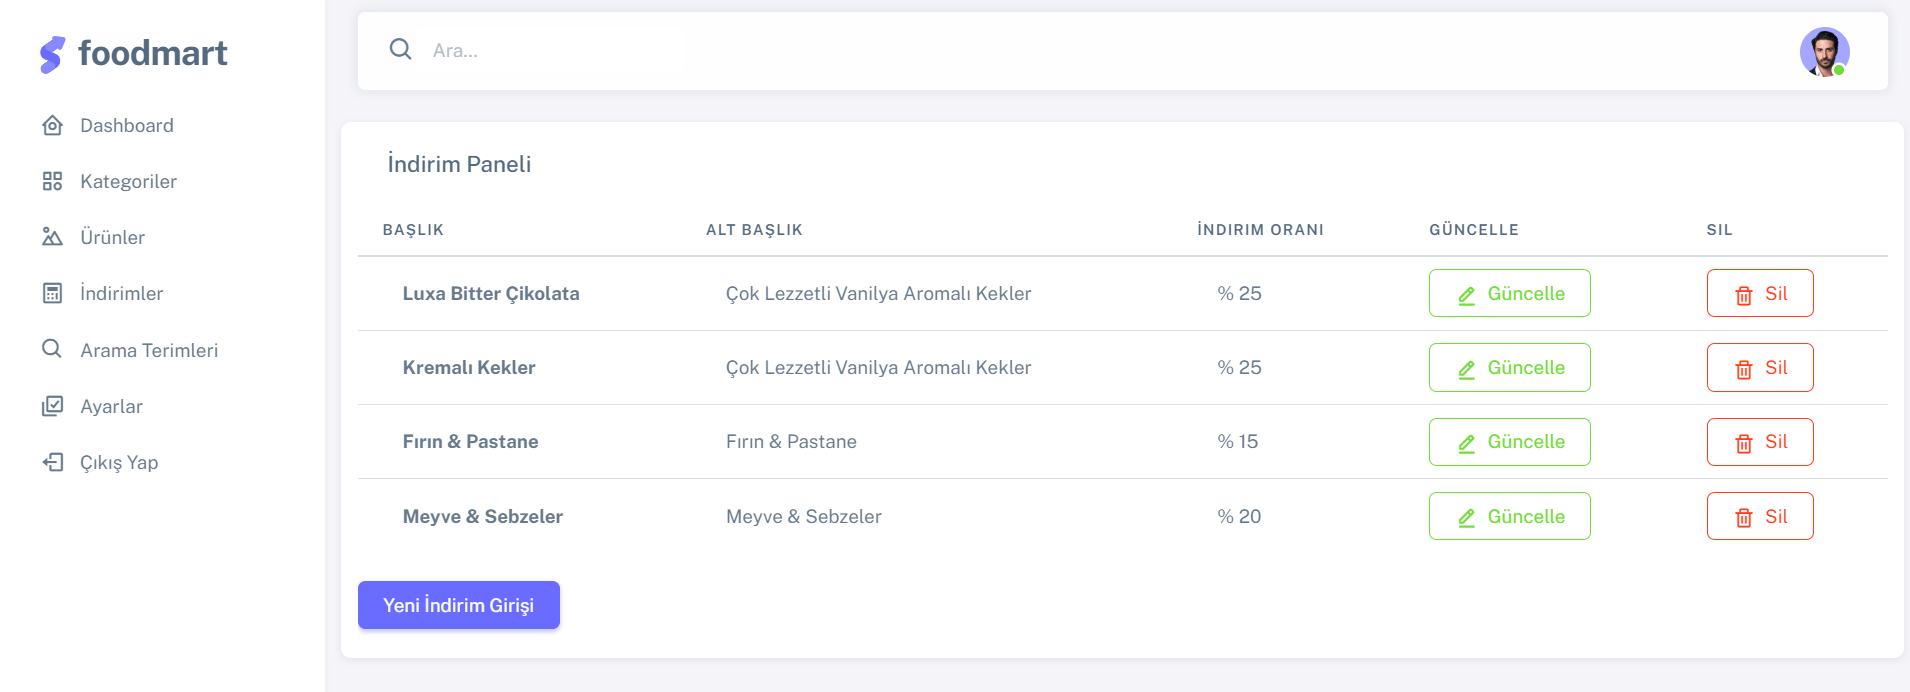 foodmart
Ara...
Dashboard
Kategoriler
Ürünler
İndirimler
Arama Terimleri
Ayarlar
Çıkış Yap
İndirim Paneli
BAŞLIK ALT BAŞLIK İNDIRIM ORANI GÜNCELLE SIL
Luxa Bitter Çikolata Çok Lezzetli Vanilya Aromalı Kekler % 25 Güncelle Sil
Kremalı Kekler Çok Lezzetli Vanilya Aromalı Kekler % 25 Güncelle Sil
Fırın & Pastane Fırın & Pastane % 15 Güncelle Sil
Meyve & Sebzeler Meyve & Sebzeler % 20 Güncelle Sil
Yeni İndirim Girişi